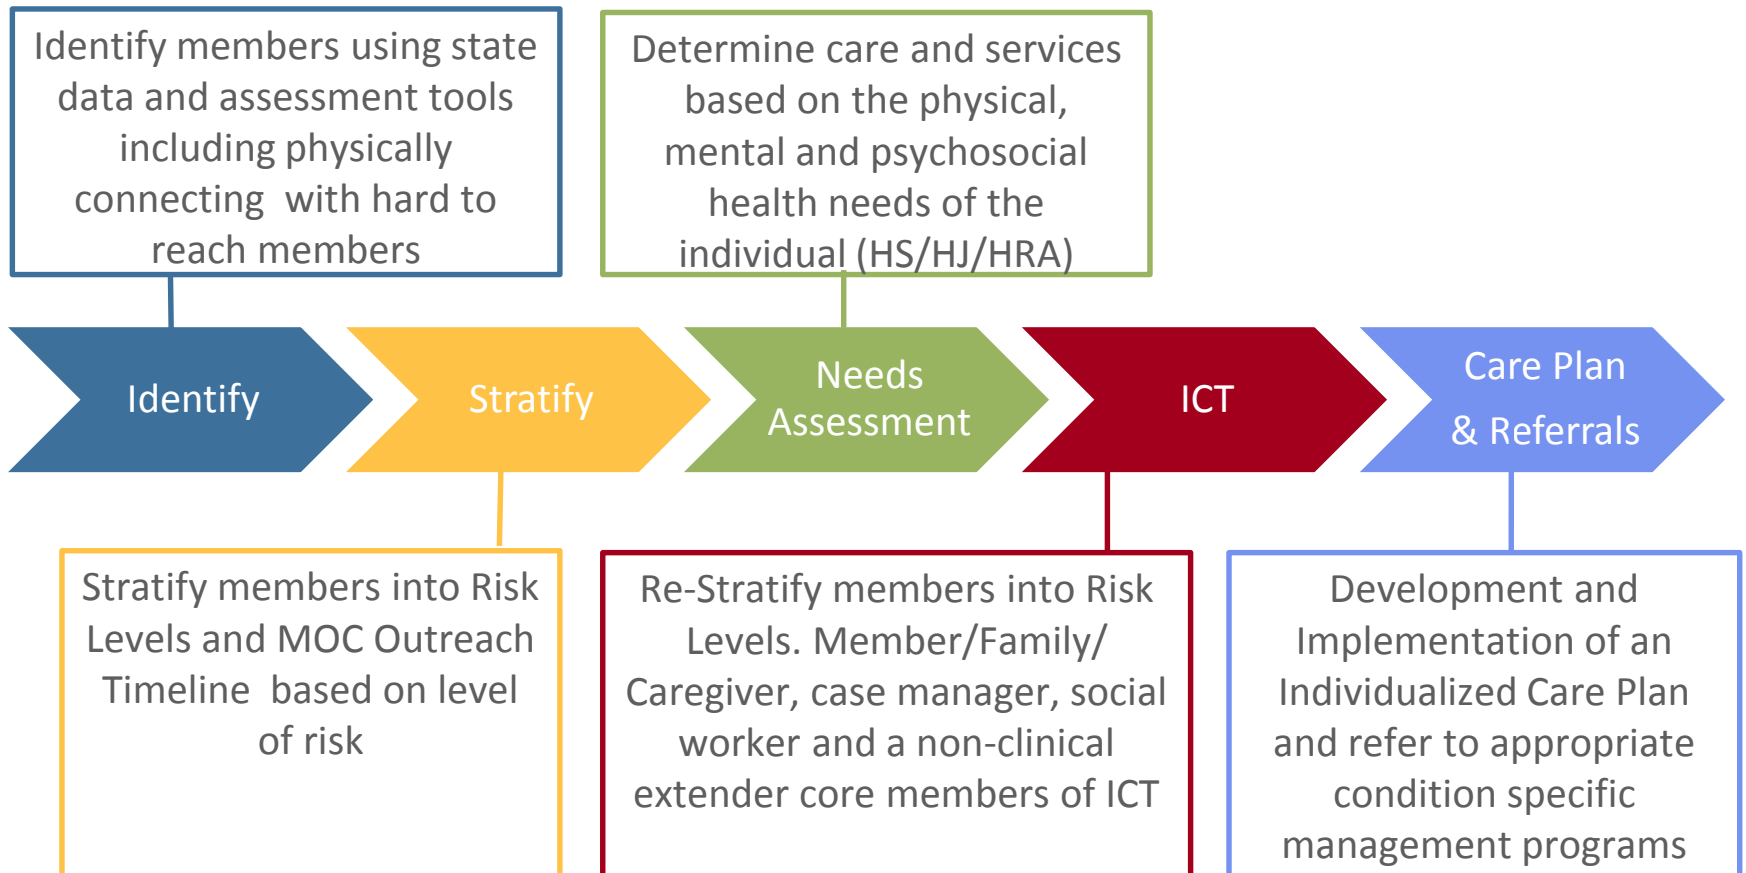 Identify members using state
data and assessment tools
including physically
connecting  with hard to
reach members
Determine care and services
based on the physical,
mental and psychosocial
health needs of the
individual (HS/HJ/HRA)
Identify
Stratify
Needs
Assessment
ICT
Care Plan
& Referrals
Stratify members into Risk
Levels and MOC Outreach
Timeline  based on level
of risk
Re-Stratify members into Risk
Levels. Member/Family/
Caregiver, case manager, social
worker and a non-clinical
extender core members of ICT
Development and
Implementation of an
Individualized Care Plan
and refer to appropriate
condition specific
management programs